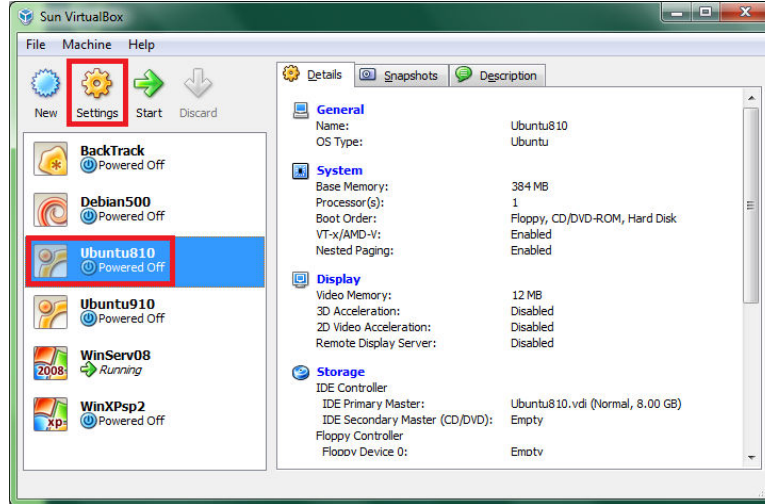 Sun VirtualBox
File Machine Help
New Settings Start Discard
BackTrack
Powered Off
Debian500
Powered Off
Ubuntu810
Powered Off
Ubuntu910
Powered Off
2008
WinServ08
Running
xp
WinXPsp2
Powered Off
Details Snapshots Description
General
Name: Ubuntu810
OS Type: Ubuntu
System
Base Memory: 384 MB
Processor(s): 1
Boot Order: Floppy, CD/DVD-ROM, Hard Disk
VT-x/AMD-V: Enabled
Nested Paging: Enabled
Display
Video Memory: 12 MB
3D Acceleration: Disabled
2D Video Acceleration: Disabled
Remote Display Server: Disabled
Storage
IDE Controller
IDE Primary Master: Ubuntu810.vdi (Normal, 8.00 GB)
IDE Secondary Master (CD/DVD): Empty
Floppy Controller
Floppy Device 0: Empty